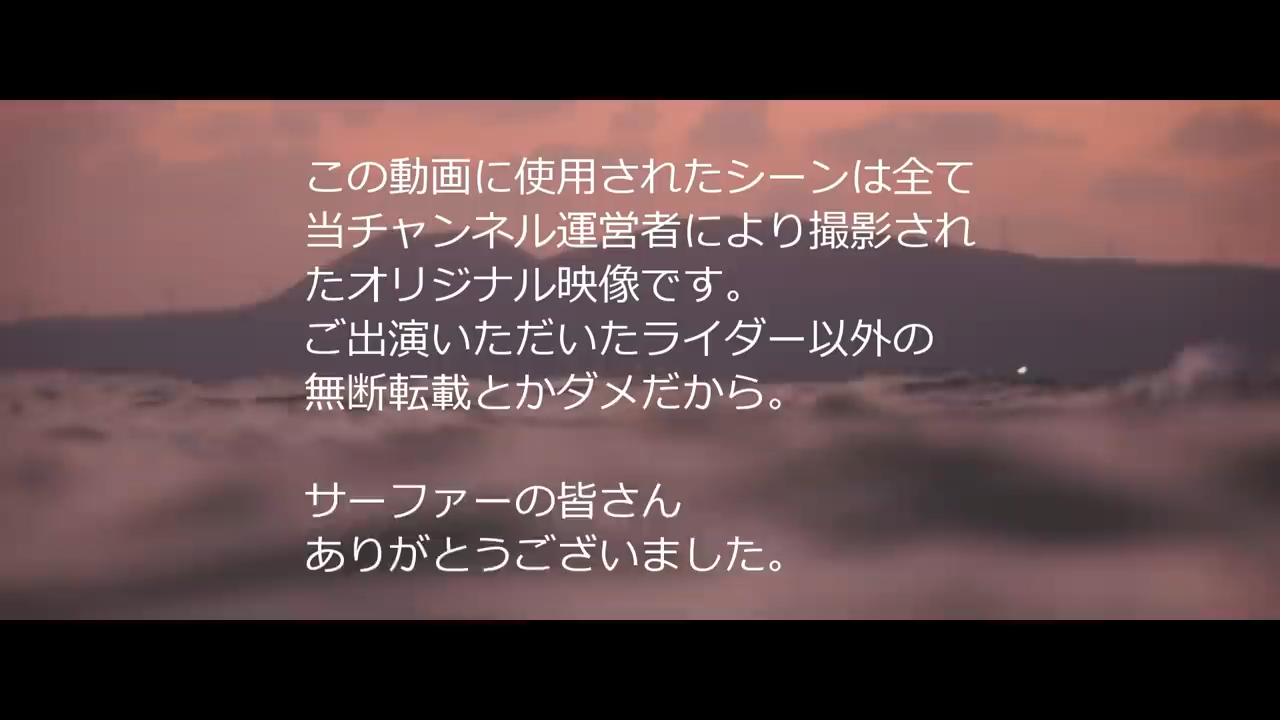 この動画に使用されたシーンは全て
当チャンネル運営者により撮影され
たオリジナル映像です。
ご出演いただいたライダー以外の
無断転載とかダメだから。
サーファーの皆さん
ありがとうございました。